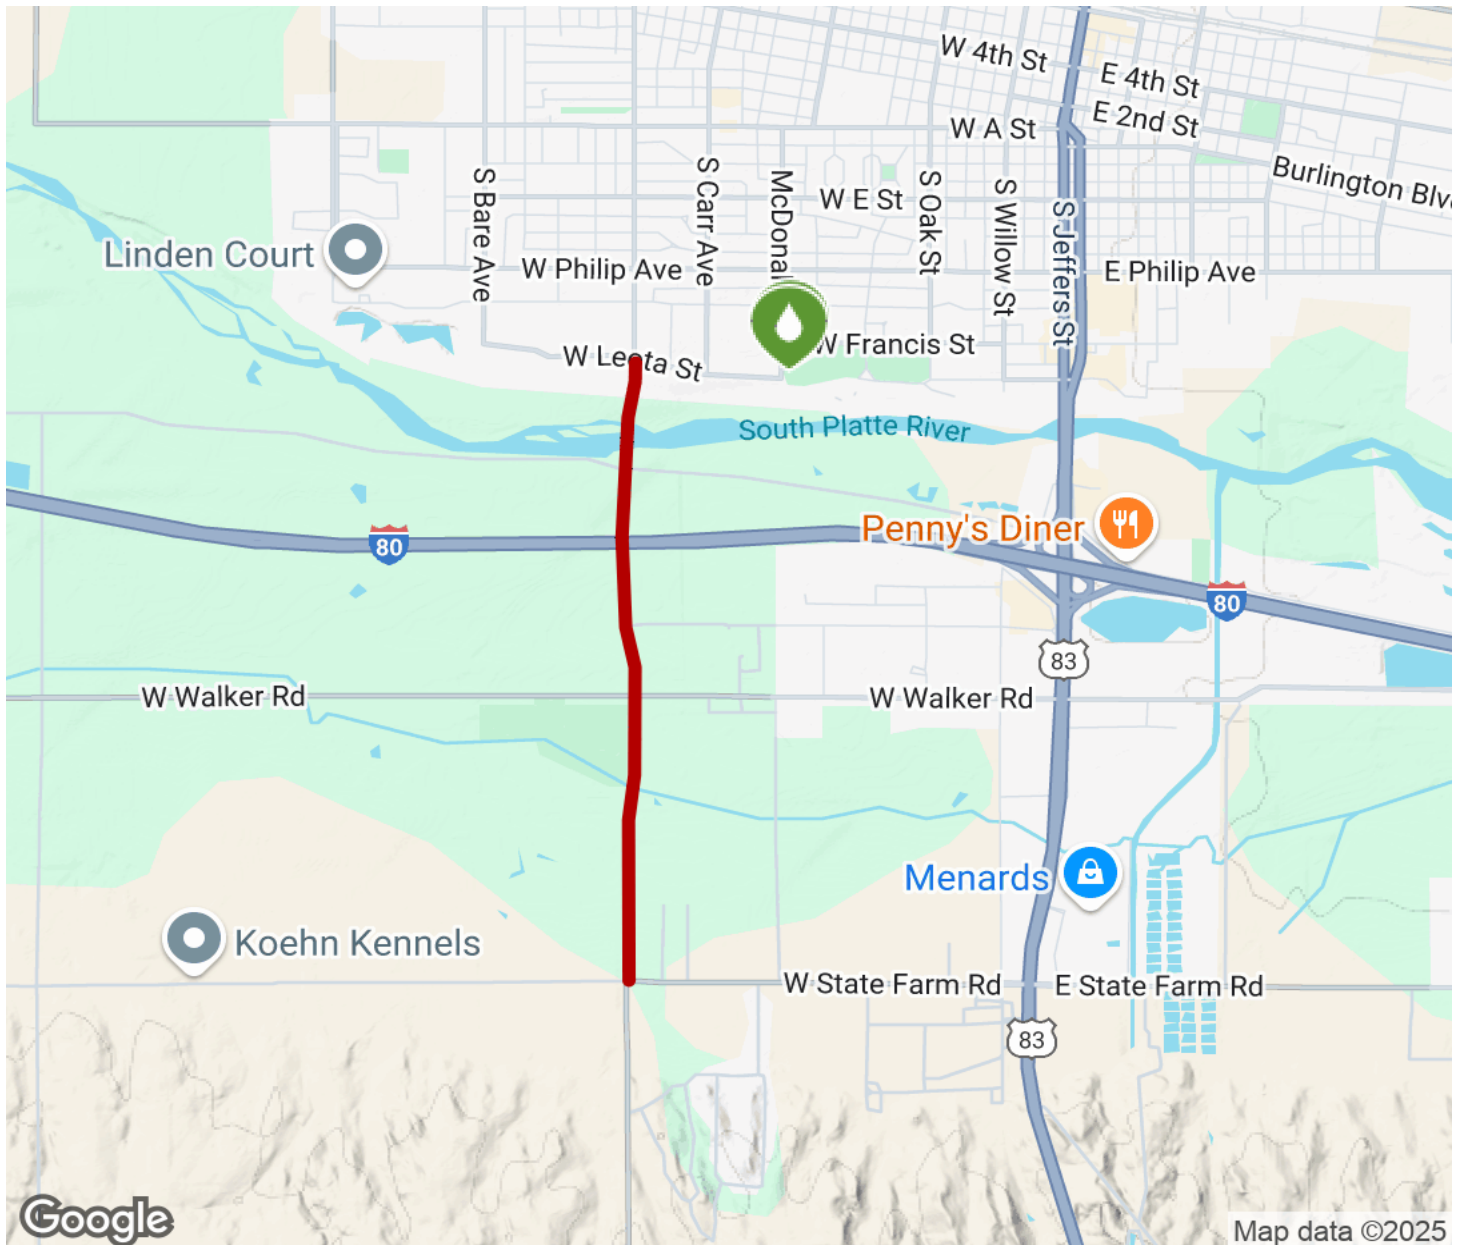 W 4th St
E 4th St
E 2nd St
W A St
Burlington Blv
S Bare Ave
S Carr Ave
McDonal
W E St
S Oak St
S Willow St
S Jeffers St
Linden Court
W Philip Ave
E Philip Ave
W Leota St
W Francis St
South Platte River
Penny's Diner
80
80
83
W Walker Rd
W Walker Rd
Menards
Koehn Kennels
W State Farm Rd
E State Farm Rd
83
Google
Map data ©2025